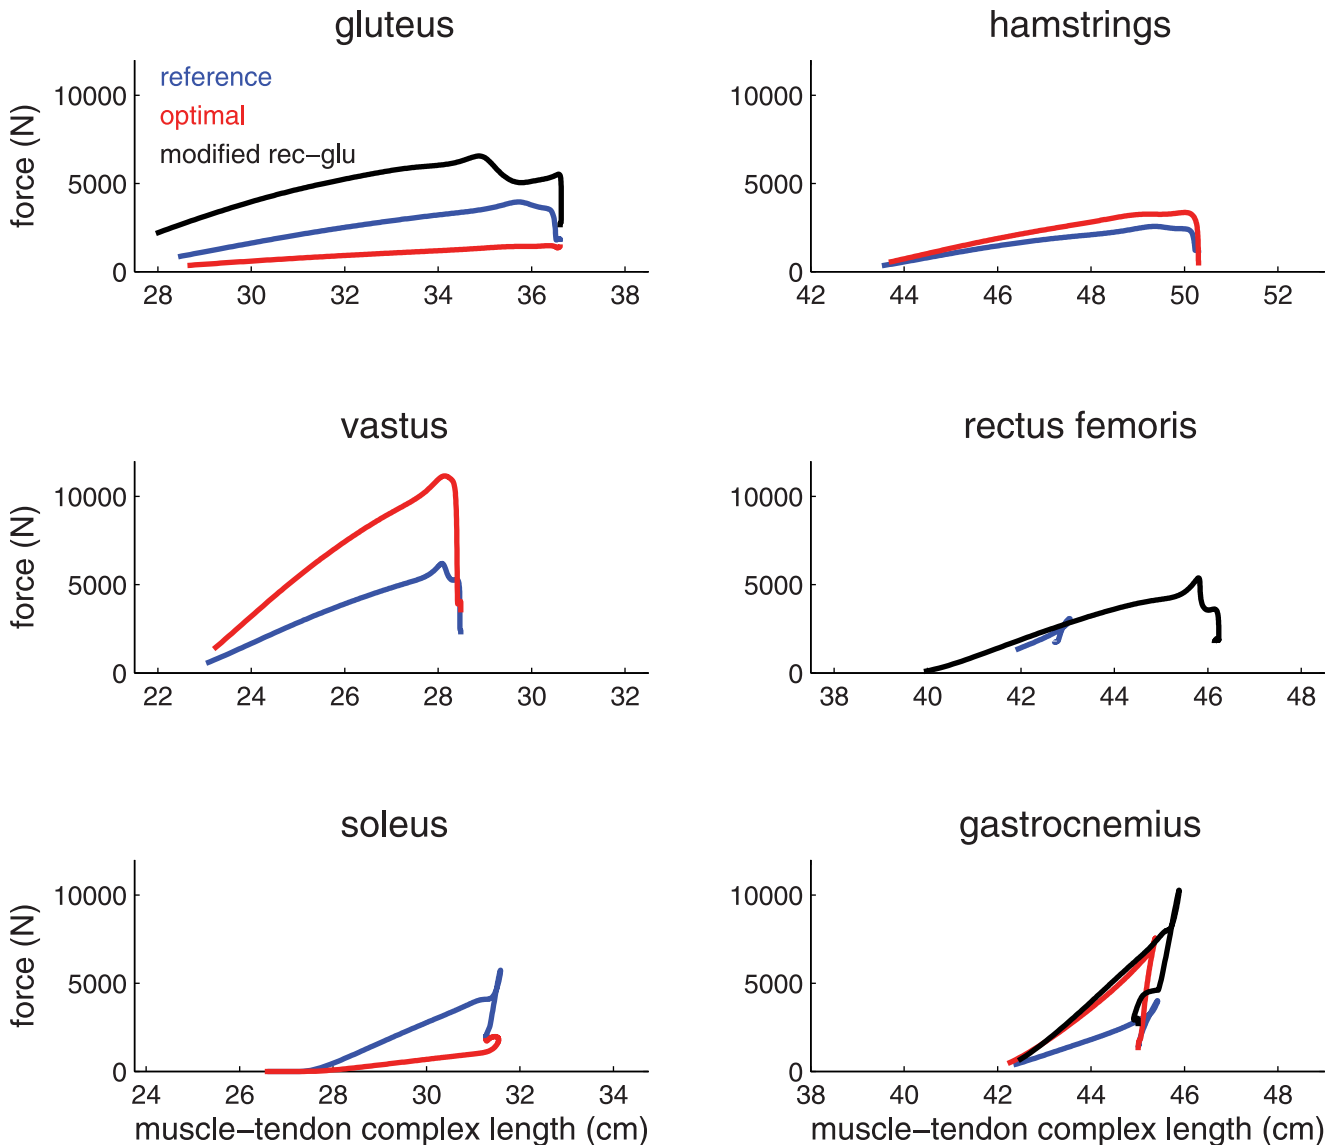 gluteus
hamstrings
reference
optimal
modified rec−glu
force (N)
10000
5000
0
28 30 32 34 36 38
10000
5000
0
42 44 46 48 50 52
vastus
rectus femoris
force (N)
10000
5000
0
22 24 26 28 30 32
10000
5000
0
38 40 42 44 46 48
soleus
gastrocnemius
force (N)
10000
5000
0
24 26 28 30 32 34
muscle−tendon complex length (cm)
10000
5000
0
38 40 42 44 46 48
muscle−tendon complex length (cm)